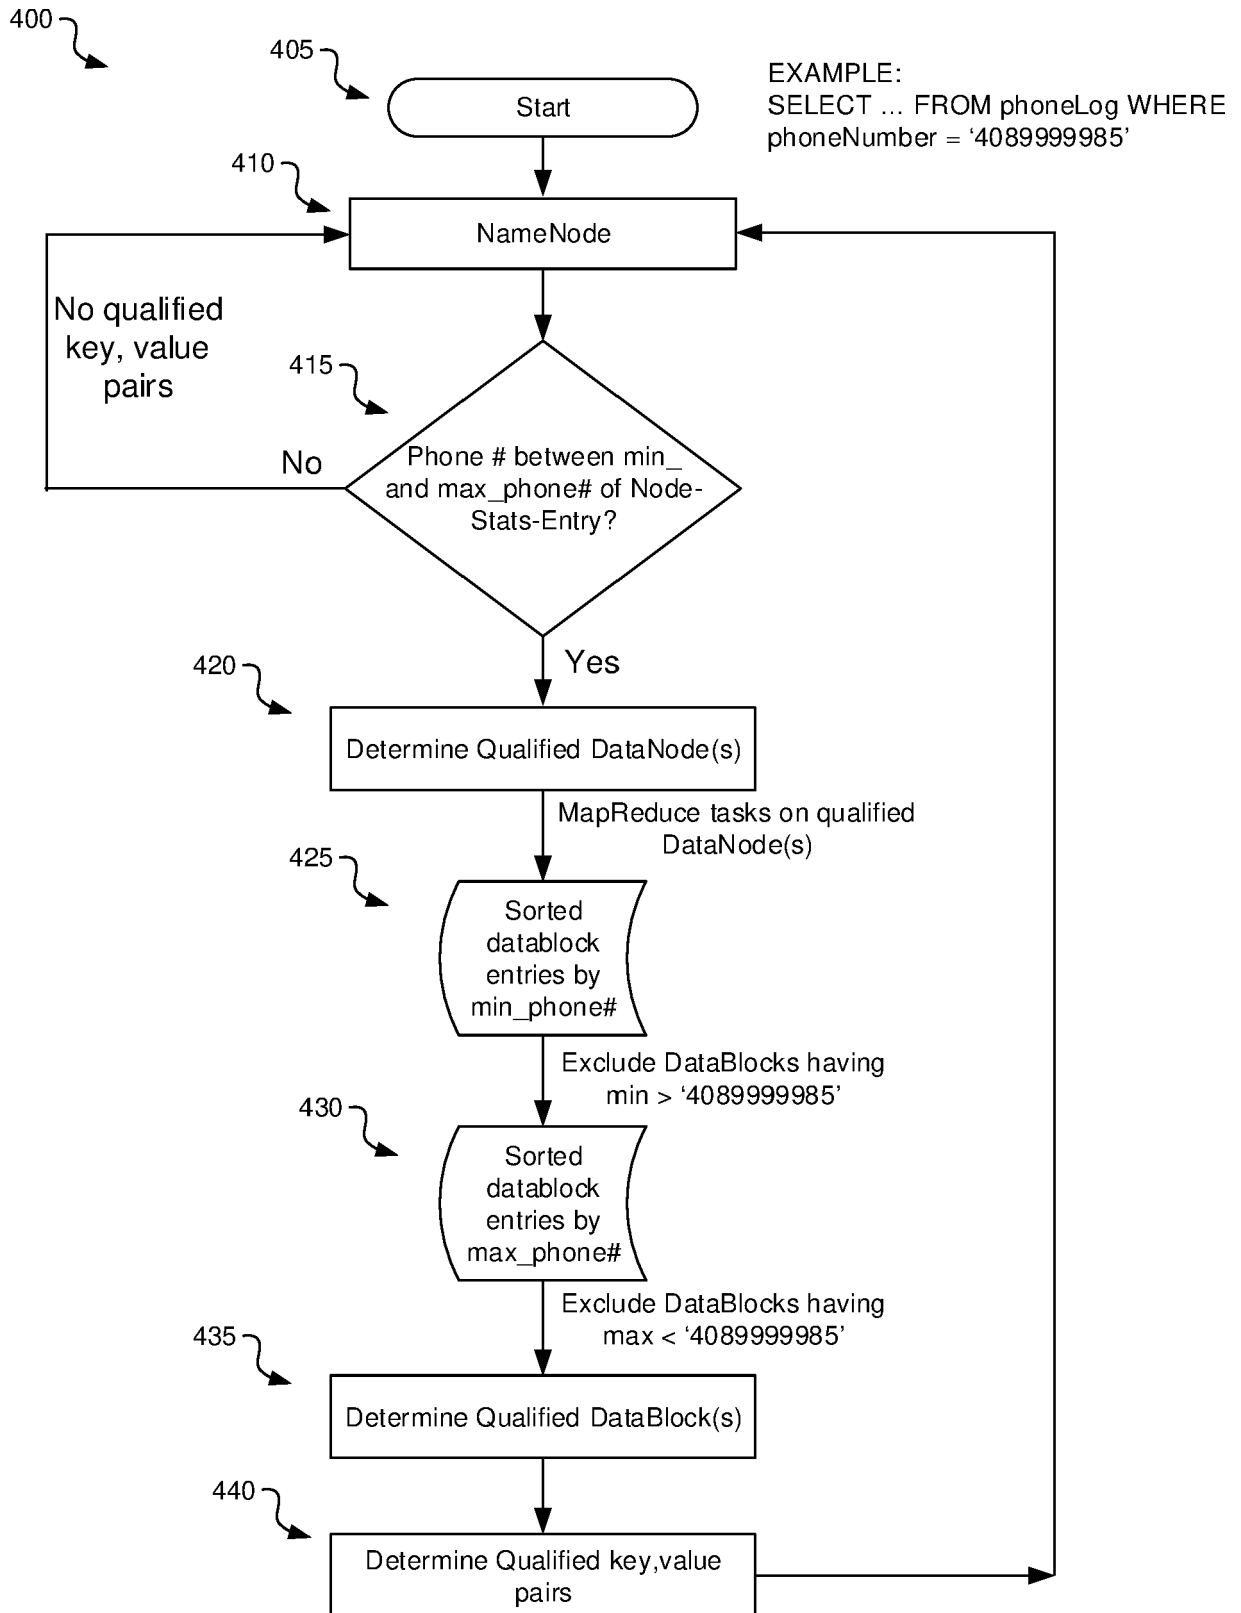 400
405
Start
EXAMPLE:
SELECT ... FROM phoneLog WHERE
phoneNumber = ‘4089999985’
410
NameNode
No qualified
key, value
pairs
415
No
Phone # between min_
and max_phone# of Node-
Stats-Entry?
Yes
420
Determine Qualified DataNode(s)
MapReduce tasks on qualified
DataNode(s)
425
Sorted
datablock
entries by
min_phone#
Exclude DataBlocks having
min > ‘4089999985’
430
Sorted
datablock
entries by
max_phone#
Exclude DataBlocks having
max < ‘4089999985’
435
Determine Qualified DataBlock(s)
440
Determine Qualified key,value
pairs